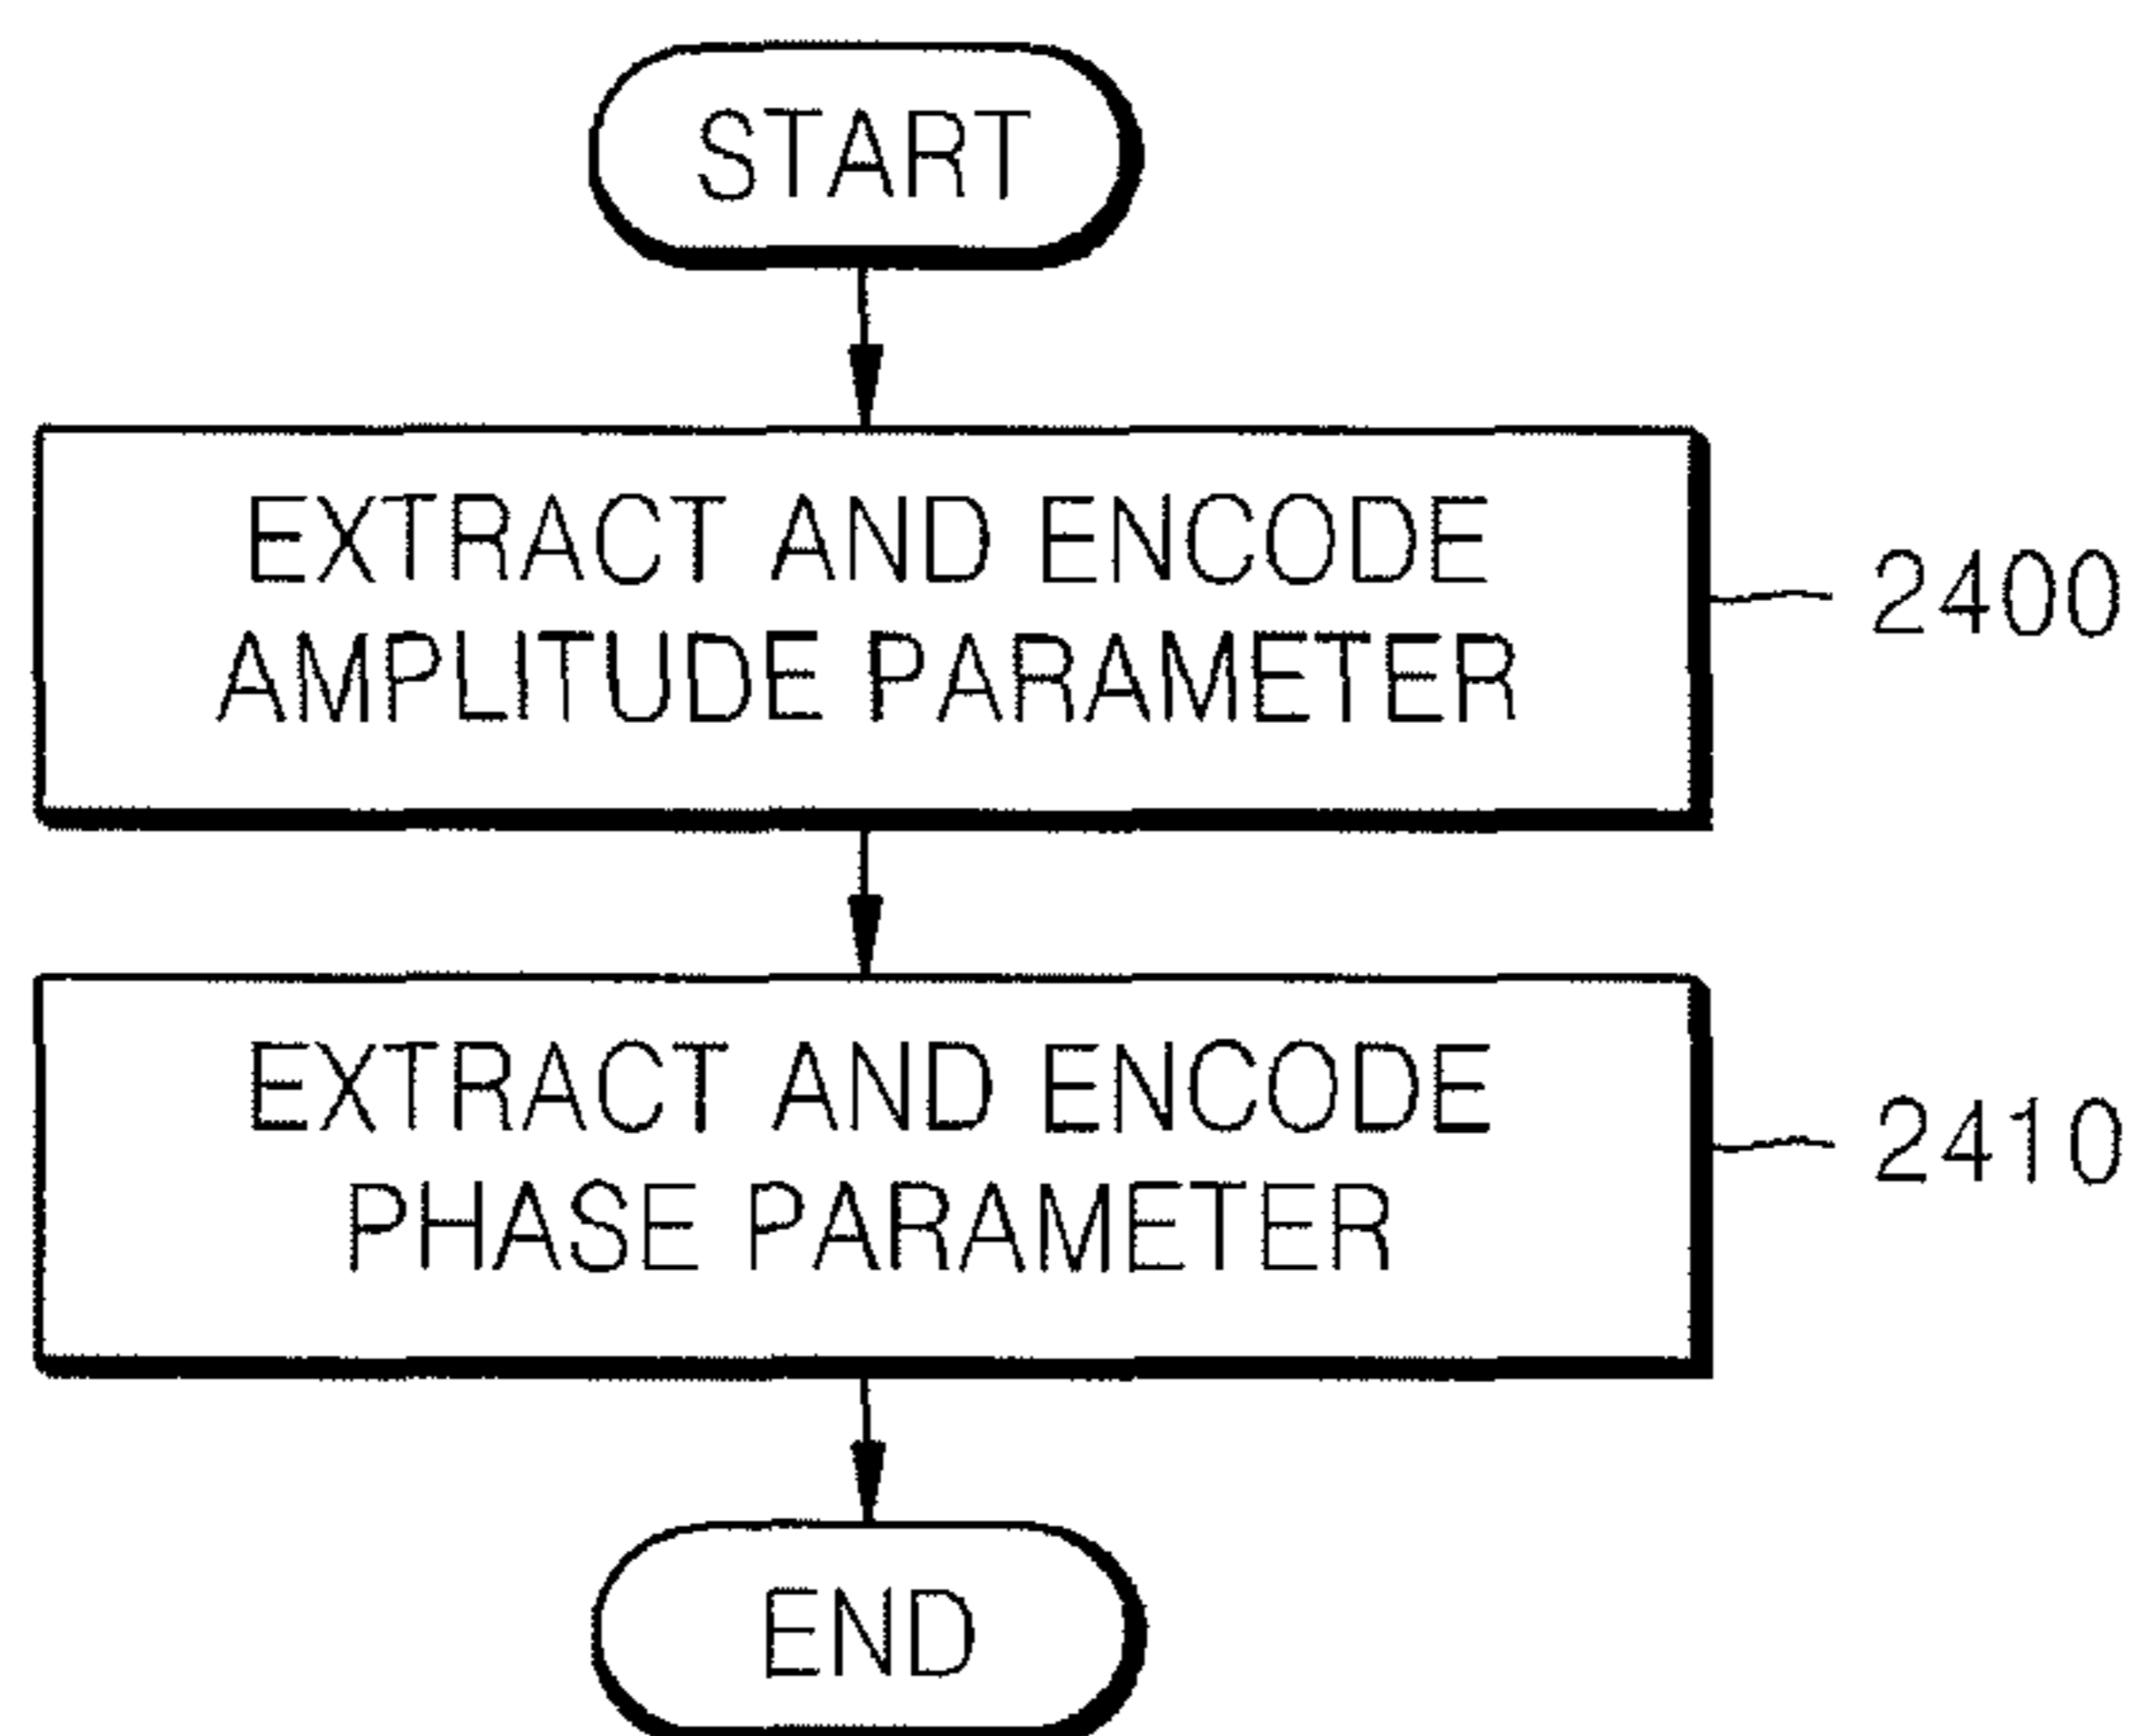 START
EXTRACT AND ENCODE
AMPLITUDE PARAMETER
2400
EXTRACT AND ENCODE
PHASE PARAMETER
2410
END